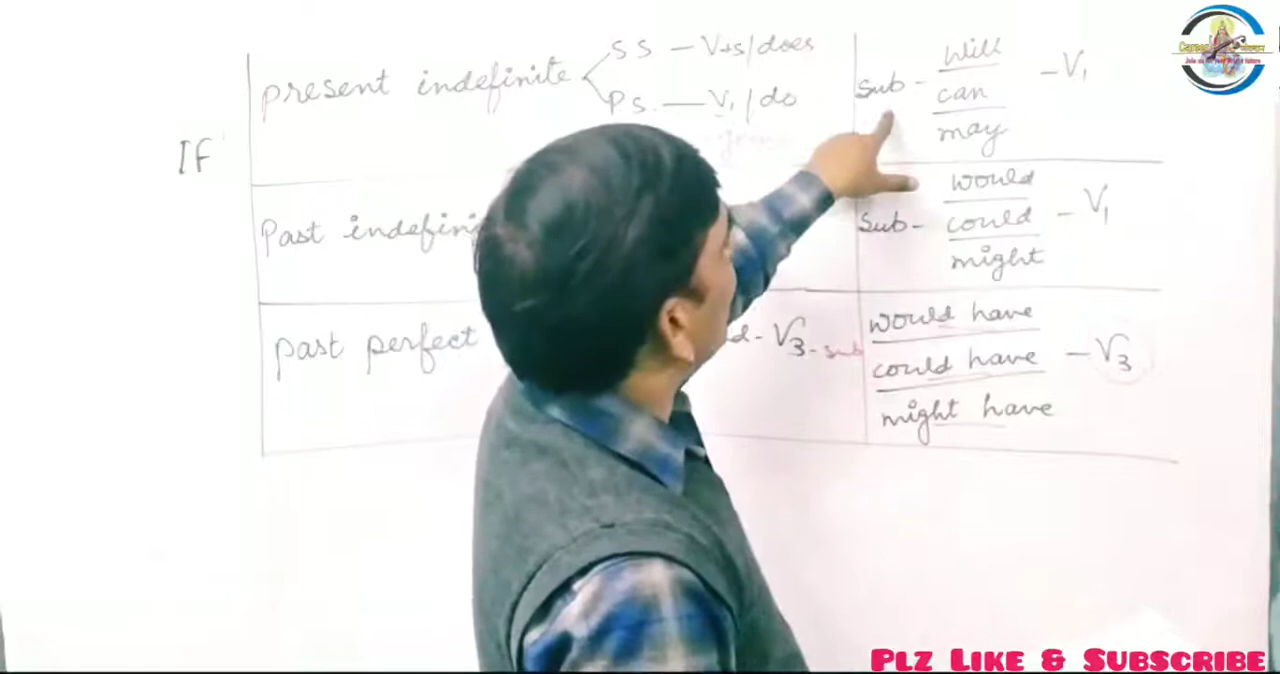 present indefinite
S S — V+s/does
P S. — V₁/do
Sub - will
can
may
- V₁
IF
Past
Sub - would
could
might
- V₁
past perfect
- V₃ - sub
would have
could have
might have
- V₃
Plz Like & Subscribe